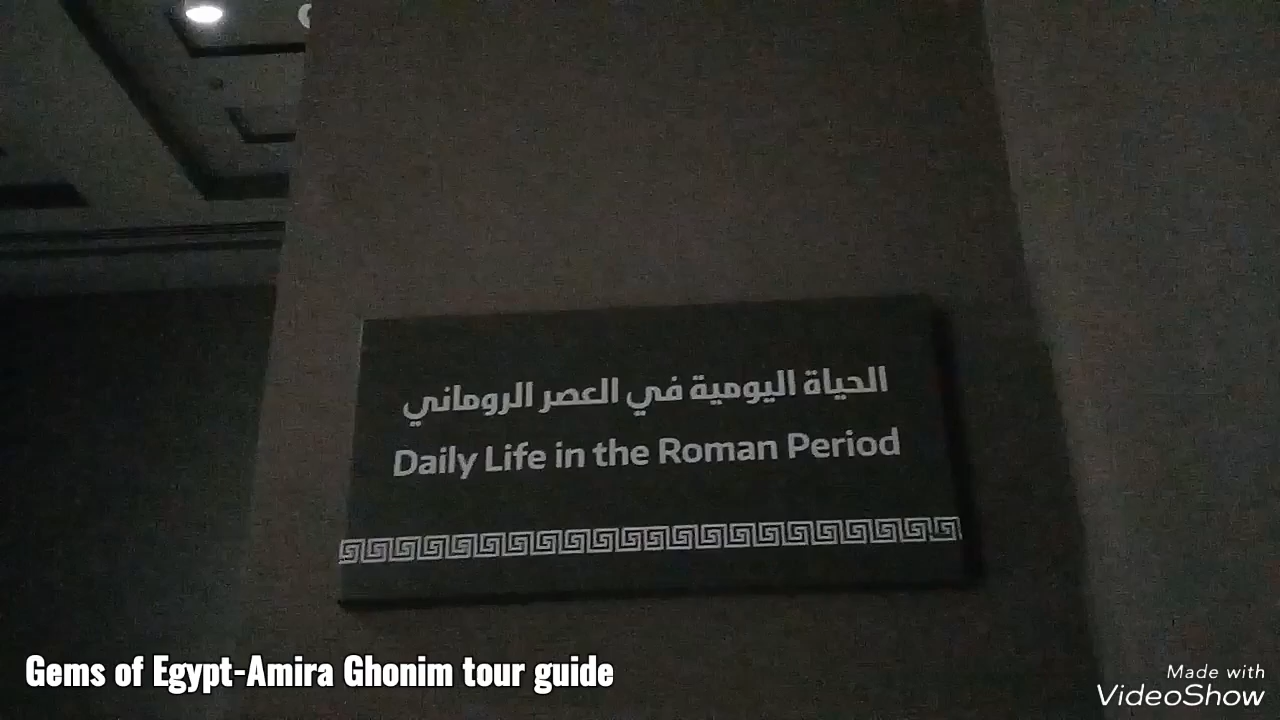 الحياة اليومية في العصر الروماني
Daily Life in the Roman Period
Gems of Egypt-Amira Ghonim tour guide
Made with
VideoShow